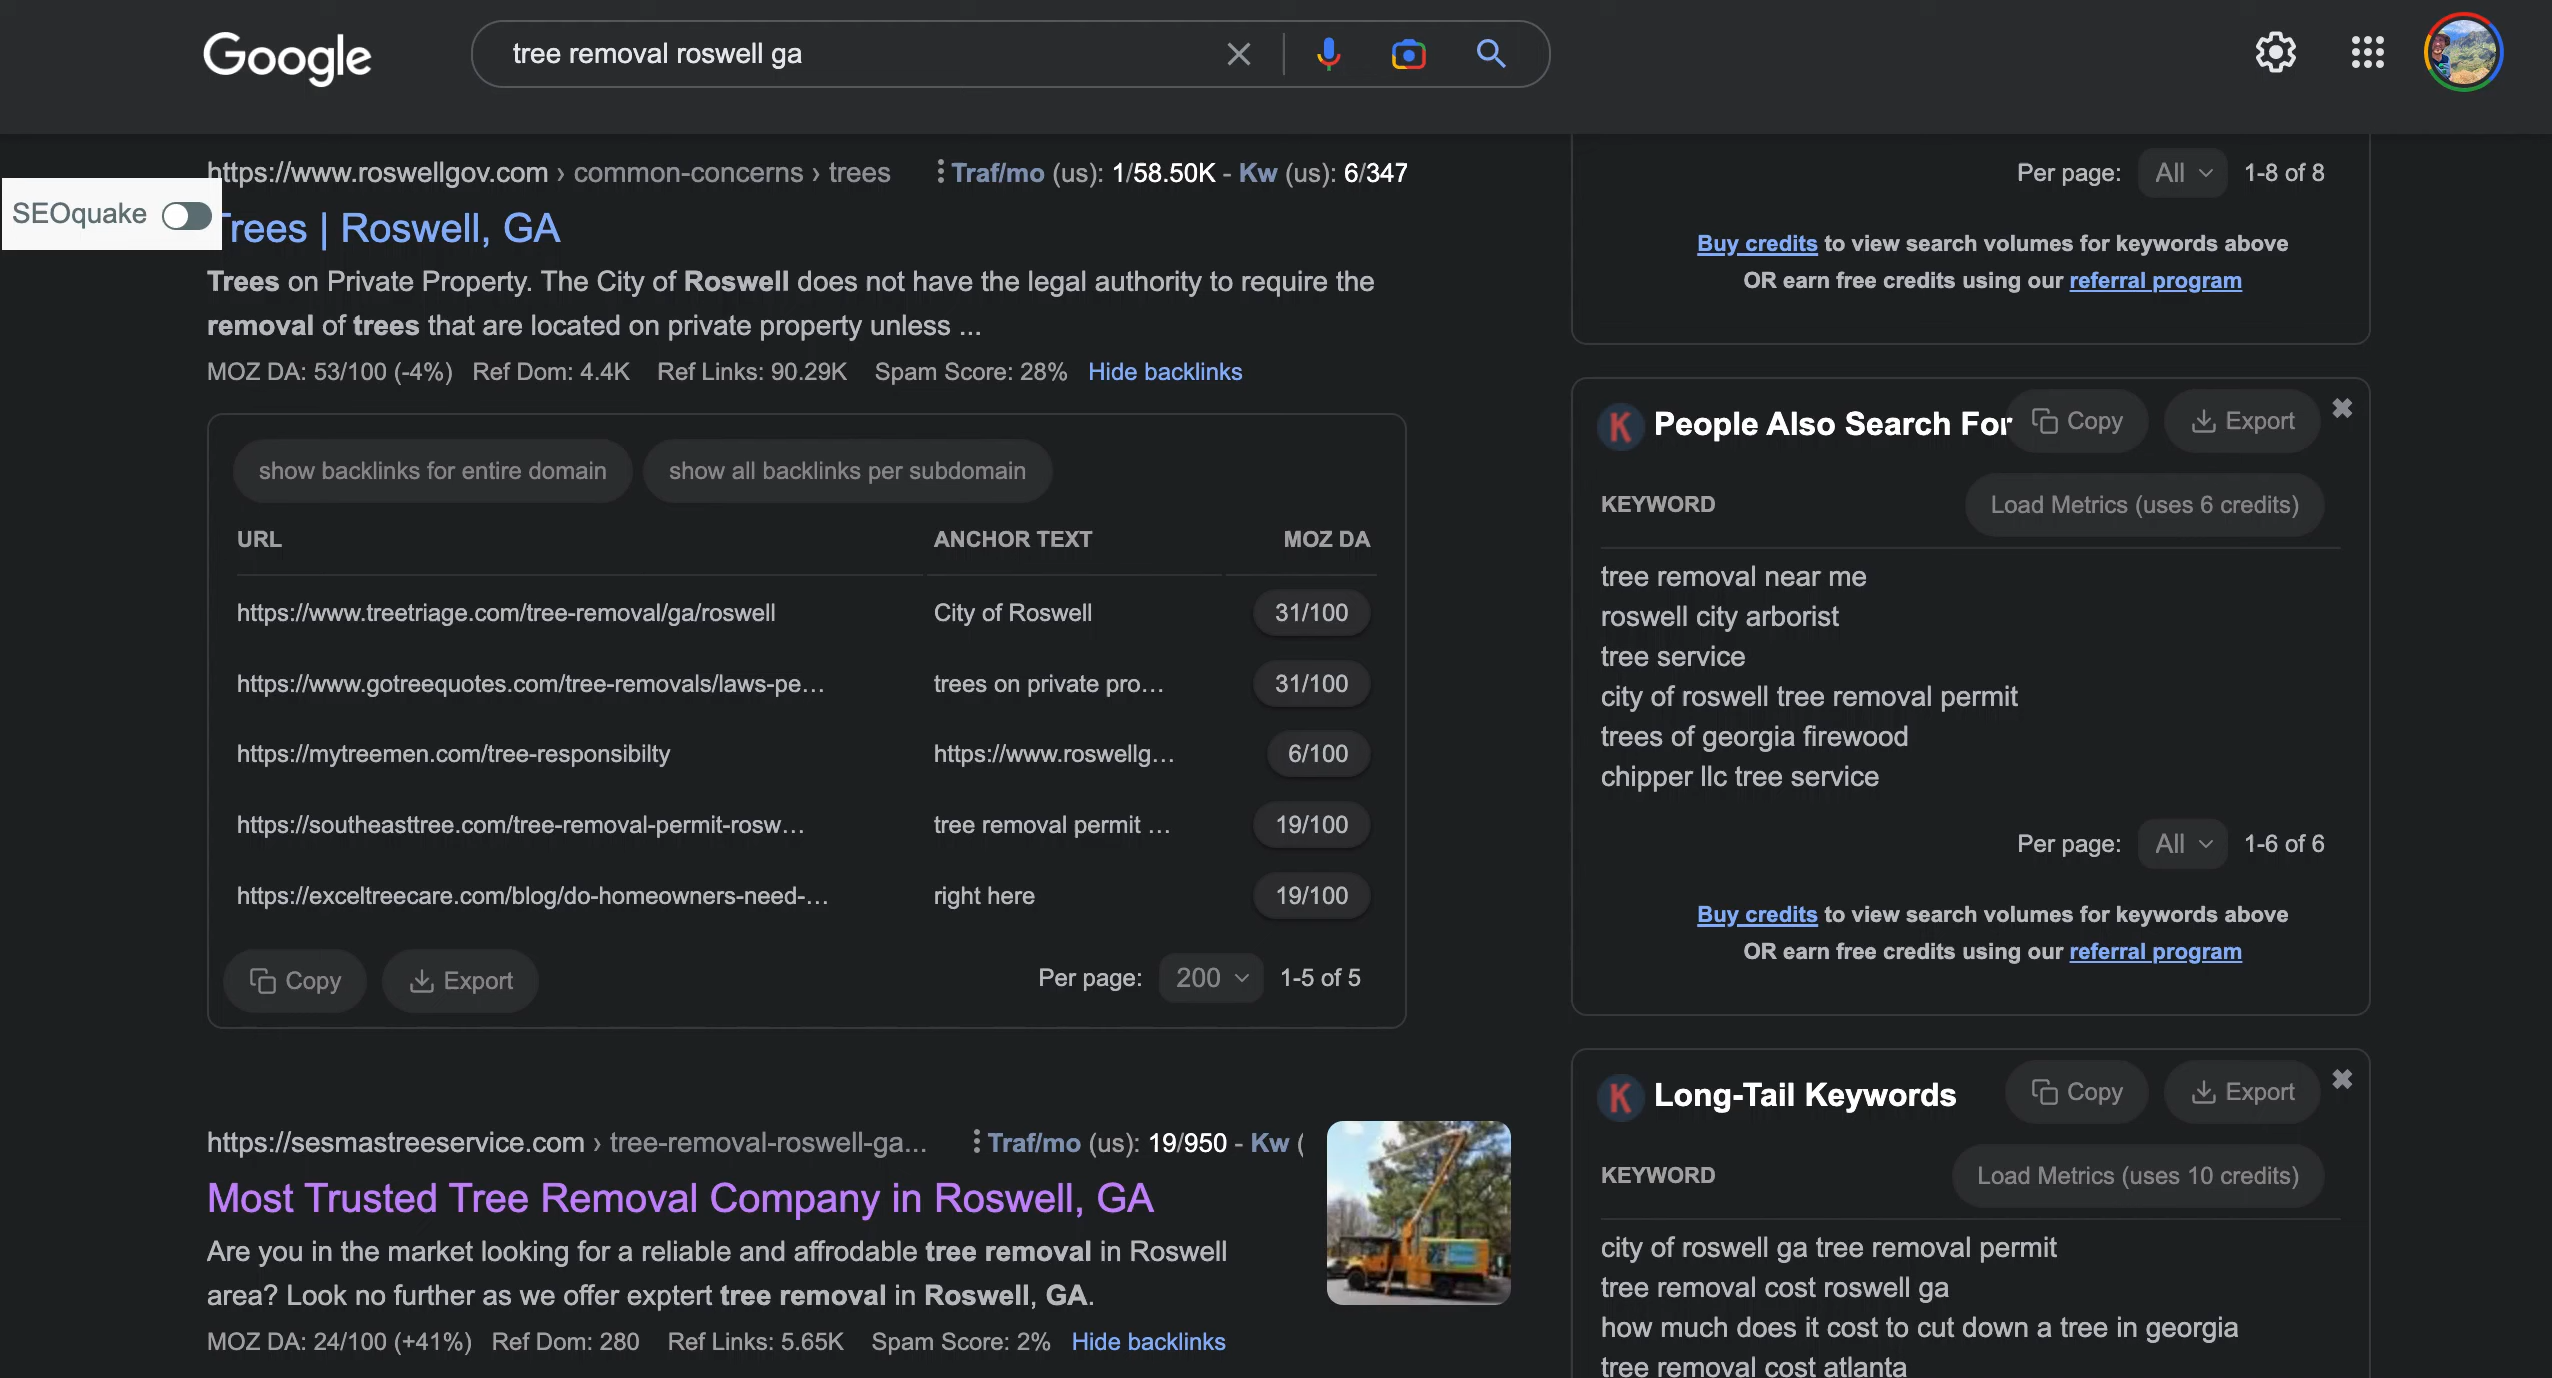 Google
tree removal roswell ga
https://www.roswellgov.com › common-concerns › trees
Traf/mo (us): 1/58.50K - Kw (us): 6/347
SEOquake
Trees | Roswell, GA
Trees on Private Property. The City of Roswell does not have the legal authority to require the
removal of trees that are located on private property unless ...
MOZ DA: 53/100 (-4%) Ref Dom: 4.4K Ref Links: 90.29K Spam Score: 28% Hide backlinks
show backlinks for entire domain
show all backlinks per subdomain
URL ANCHOR TEXT MOZ DA
https://www.treetriage.com/tree-removal/ga/roswell City of Roswell 31/100
https://www.gotreequotes.com/tree-removals/laws-pe... trees on private pro... 31/100
https://mytreemen.com/tree-responsibilty https://www.roswellg... 6/100
https://southeasttree.com/tree-removal-permit-rosw... tree removal permit ... 19/100
https://exceltreecare.com/blog/do-homeowners-need-... right here 19/100
Copy Export Per page: 200 1-5 of 5
https://sesmastreeservice.com › tree-removal-roswell-ga...
Traf/mo (us): 19/950 - Kw (
Most Trusted Tree Removal Company in Roswell, GA
Are you in the market looking for a reliable and affrodable tree removal in Roswell
area? Look no further as we offer exptert tree removal in Roswell, GA.
MOZ DA: 24/100 (+41%) Ref Dom: 280 Ref Links: 5.65K Spam Score: 2% Hide backlinks
Per page: All 1-8 of 8
Buy credits to view search volumes for keywords above
OR earn free credits using our referral program
K People Also Search For Copy Export
KEYWORD Load Metrics (uses 6 credits)
tree removal near me
roswell city arborist
tree service
city of roswell tree removal permit
trees of georgia firewood
chipper llc tree service
Per page: All 1-6 of 6
Buy credits to view search volumes for keywords above
OR earn free credits using our referral program
K Long-Tail Keywords Copy Export
KEYWORD Load Metrics (uses 10 credits)
city of roswell ga tree removal permit
tree removal cost roswell ga
how much does it cost to cut down a tree in georgia
tree removal cost atlanta